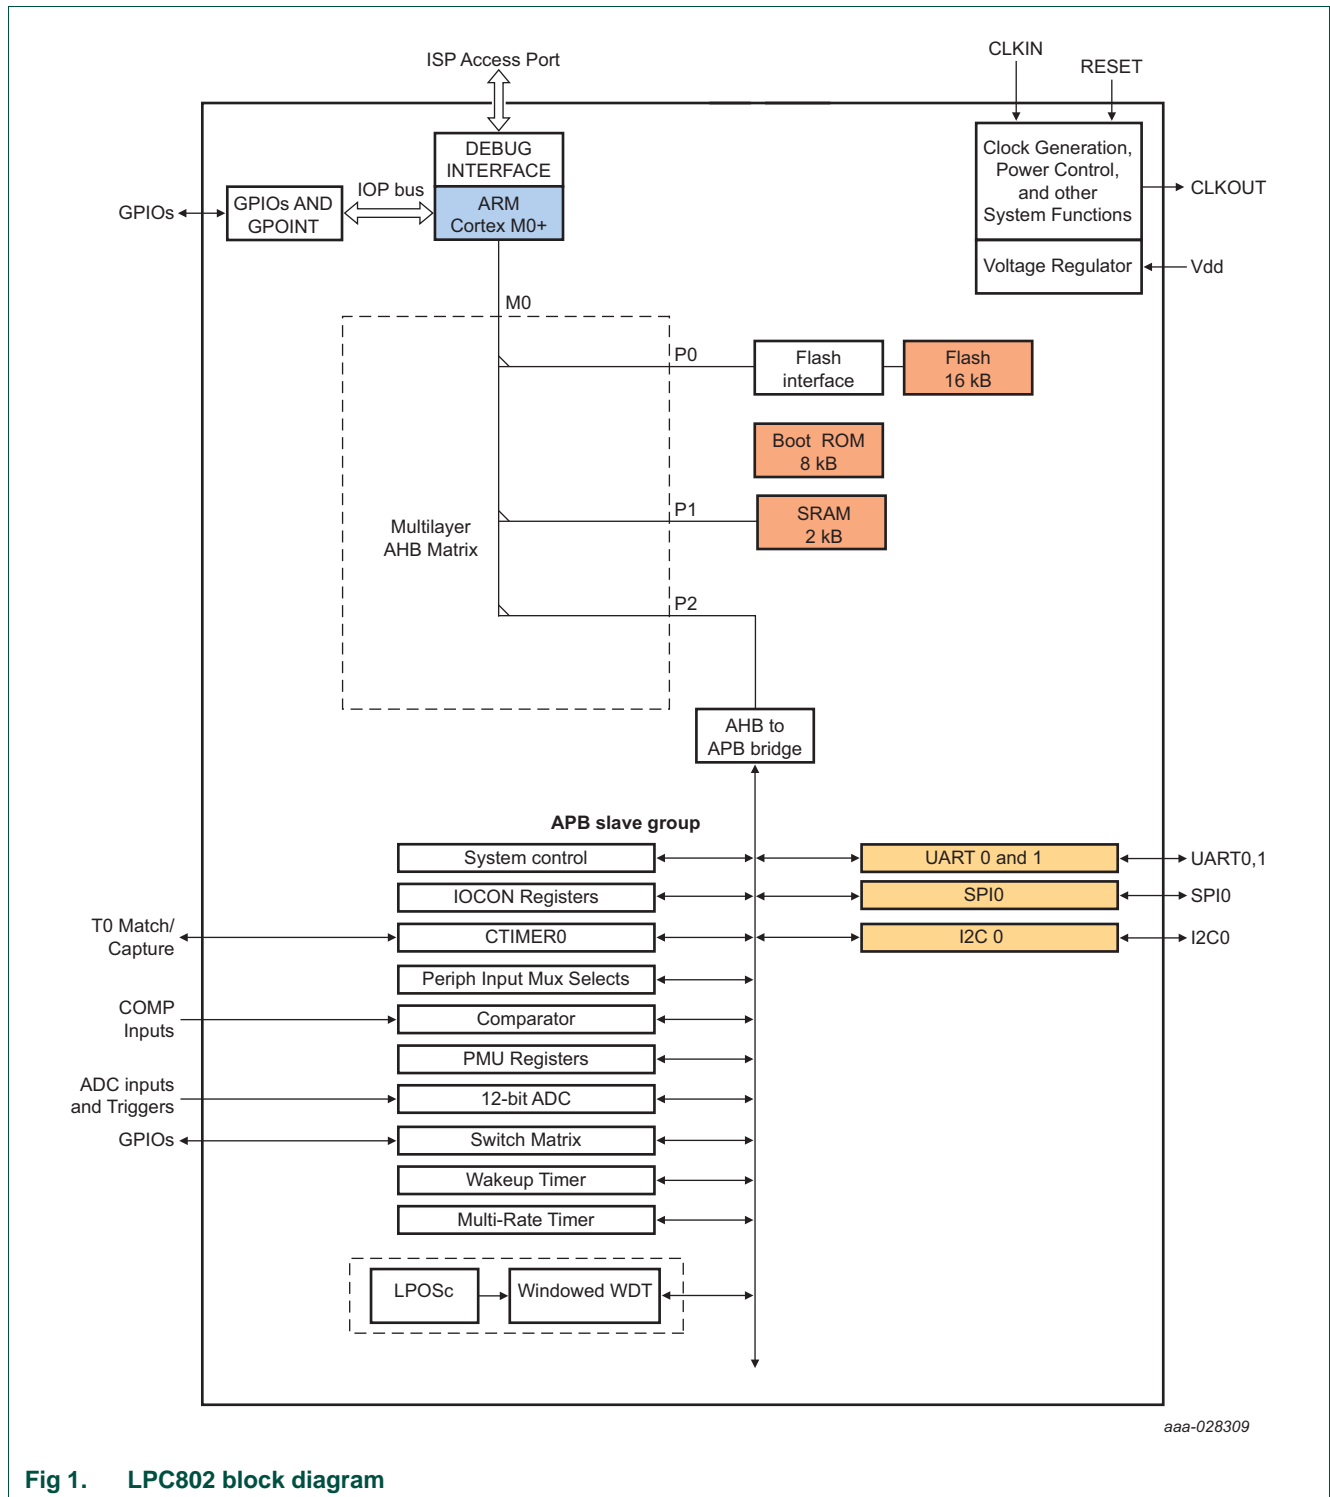 ISP Access Port
CLKIN
RESET
DEBUG
INTERFACE
ARM
Cortex M0+
IOP bus
GPIOs AND
GPOINT
GPIOs
Clock Generation,
Power Control,
and other
System Functions
CLKOUT
Voltage Regulator
Vdd
M0
P0
Flash
interface
Flash
16 kB
Boot ROM
8 kB
P1
SRAM
2 kB
Multilayer
AHB Matrix
P2
AHB to
APB bridge
APB slave group
System control
UART 0 and 1
UART0,1
IOCON Registers
SPI0
SPI0
T0 Match/
Capture
CTIMER0
I2C 0
I2C0
Periph Input Mux Selects
COMP
Inputs
Comparator
PMU Registers
ADC inputs
and Triggers
12-bit ADC
GPIOs
Switch Matrix
Wakeup Timer
Multi-Rate Timer
LPOSc
Windowed WDT
aaa-028309
Fig 1. LPC802 block diagram